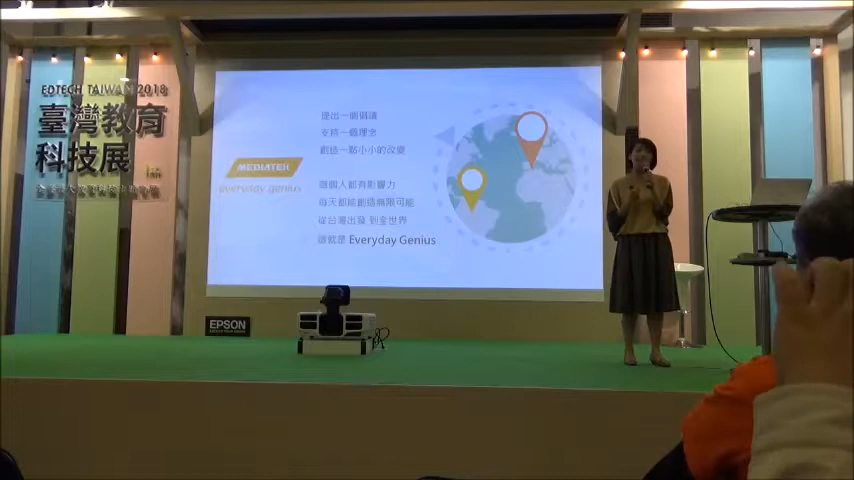 EDTECH TAIWAN 2018
臺灣教育
科技展
MEDIATEK
everyday genius
提出一個倡議
支持一個理念
創造一點小小的改變
每個人都有影響力
每天都能創造無限可能
從台灣出發 到全世界
這就是 Everyday Genius
EPSON